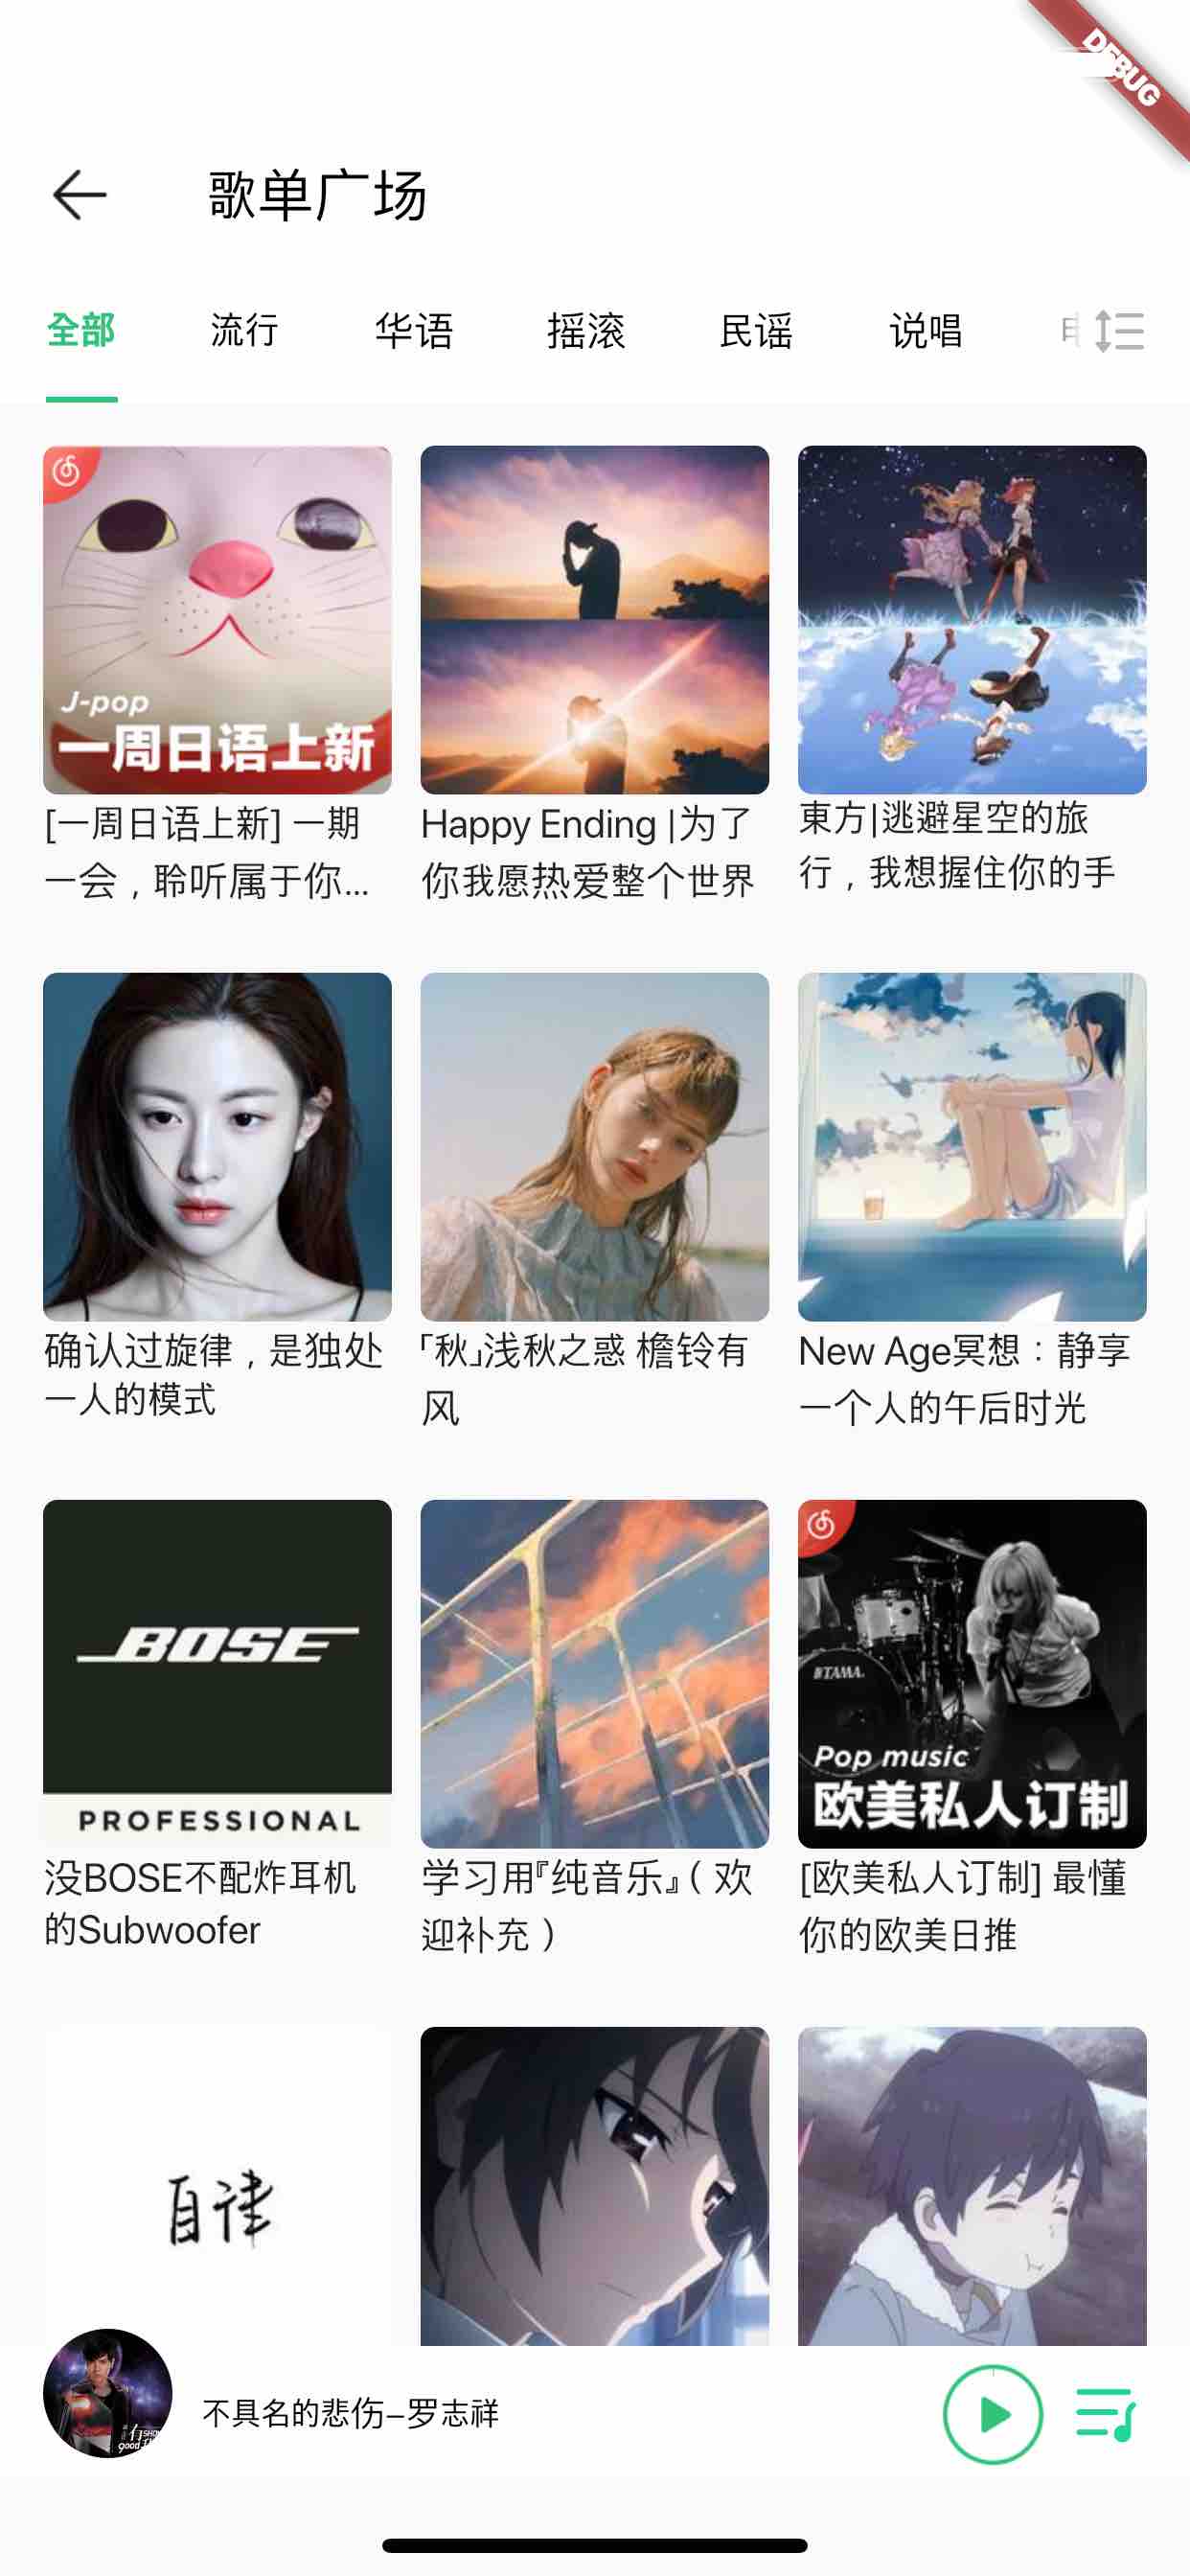 DEBUG
歌单广场
全部 流行 华语 摇滚 民谣 说唱
J-pop
一周日语上新
[一周日语上新] 一期
一会，聆听属于你...
Happy Ending |为了
你我愿热爱整个世界
東方|逃避星空的旅
行，我想握住你的手
确认过旋律，是独处
一人的模式
「秋」浅秋之惑 檐铃有
风
New Age冥想：静享
一个人的午后时光
BOSE
PROFESSIONAL
没BOSE不配炸耳机
的Subwoofer
学习用『纯音乐』（欢
迎补充）
TAMA
Pop music
欧美私人订制
[欧美私人订制] 最懂
你的欧美日推
自律
不具名的悲伤–罗志祥